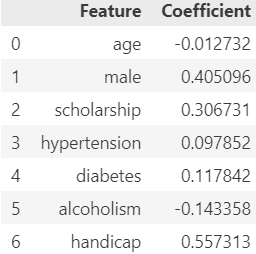 Feature Coefficient
0 age -0.012732
1 male 0.405096
2 scholarship 0.306731
3 hypertension 0.097852
4 diabetes 0.117842
5 alcoholism -0.143358
6 handicap 0.557313